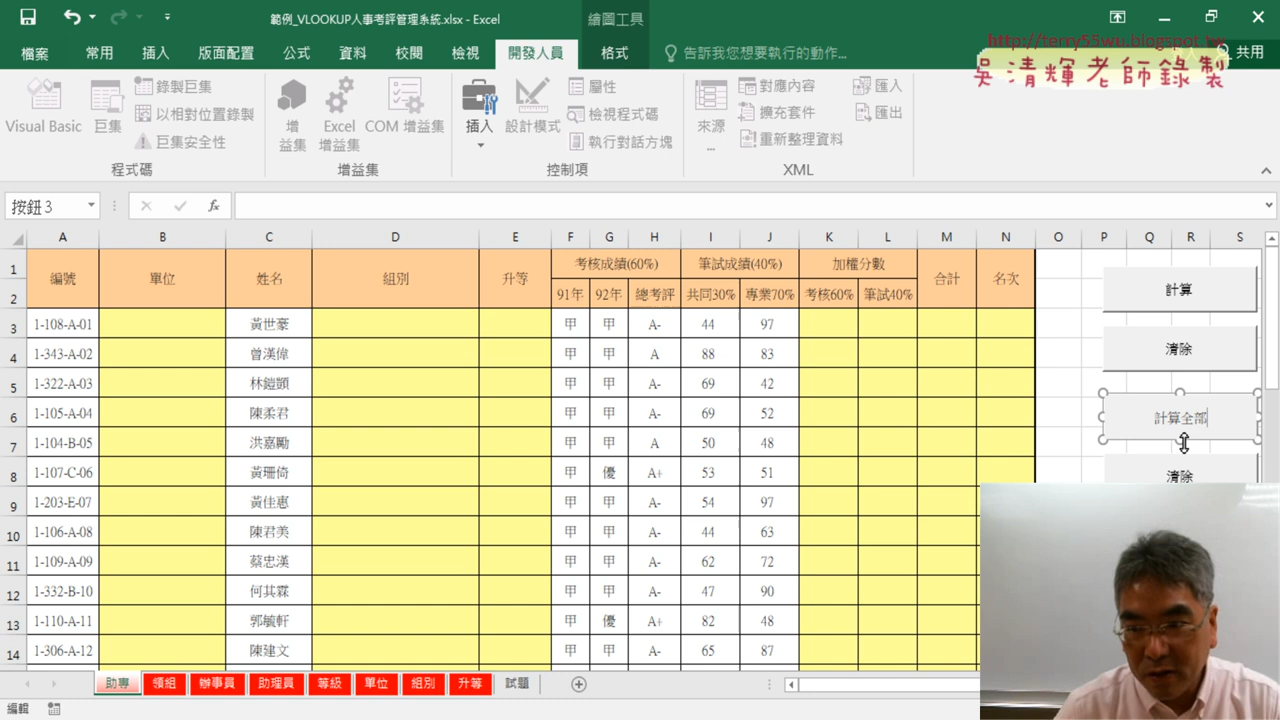 範例_VLOOKUP人事考評管理系統.xlsx - Excel
繪圖工具
檔案 常用 插入 版面配置 公式 資料 校閱 檢視 開發人員 格式 告訴我您想要執行的動作... 共用
http://terry55wu.blogspot.tw
吳清輝老師錄製
Visual Basic 巨集 錄製巨集 以相對位置錄製 巨集安全性 程式碼
增益集 Excel 增益集 COM 增益集 增益集
插入 設計模式 屬性 檢視程式碼 執行對話方塊 控制項
來源... 對應內容 擴充套件 重新整理資料 匯入 匯出 XML
按鈕 3 fx
A B C D E F G H I J K L M N O P Q R S
1 編號 單位 姓名 組別 升等 考核成績(60%) 筆試成績(40%) 加權分數 合計 名次
2 91年 92年 總考評 共同30% 專業70% 考核60% 筆試40%
3 1-108-A-01 黃世豪 甲 甲 A- 44 97
4 1-343-A-02 曾漢偉 甲 甲 A 88 83
5 1-322-A-03 林鎧顗 甲 甲 A- 69 42
6 1-105-A-04 陳柔君 甲 甲 A- 69 52
7 1-104-B-05 洪嘉勵 甲 甲 A 50 48
8 1-107-C-06 黃珊倚 甲 優 A+ 53 51
9 1-203-E-07 黃佳惠 甲 甲 A- 54 97
10 1-106-A-08 陳君美 甲 甲 A- 44 63
11 1-109-A-09 蔡忠漢 甲 甲 A- 62 72
12 1-332-B-10 何其霖 甲 甲 A- 47 90
13 1-110-A-11 郭毓軒 甲 優 A+ 82 48
14 1-306-A-12 陳建文 甲 甲 A- 65 87
計算
清除
計算全部
清除
助專 領組 辦事員 助理員 等級 單位 組別 升等 試題
編輯